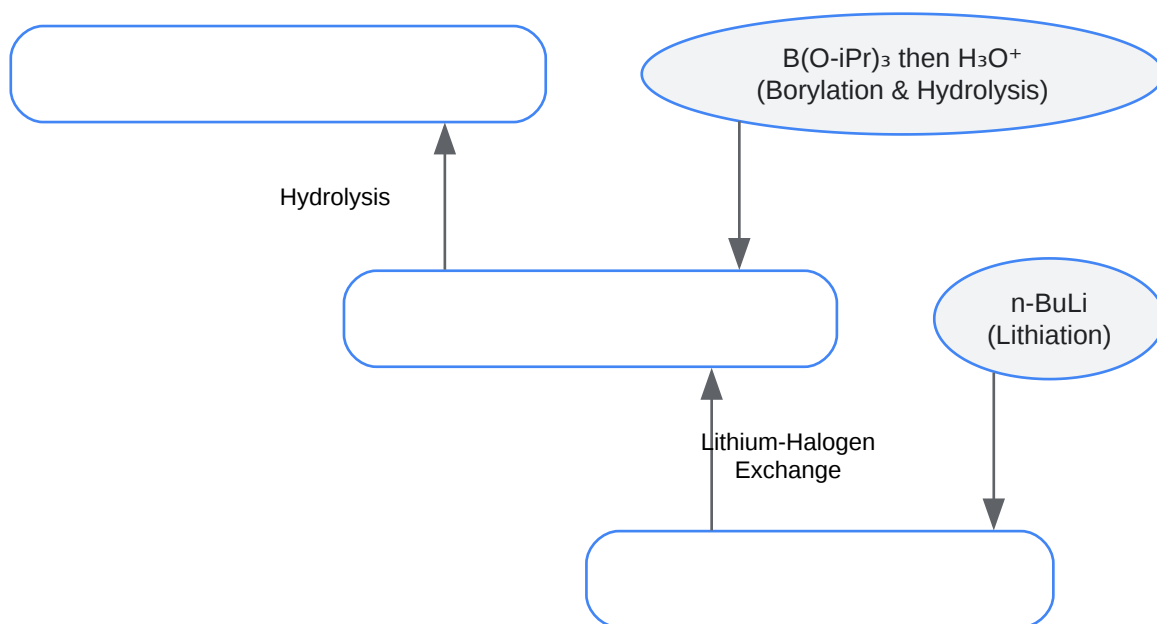 B(O-iPr)₃ then H₃O⁺
(Borylation & Hydrolysis)
Hydrolysis
n-BuLi
(Lithiation)
Lithium-Halogen
Exchange